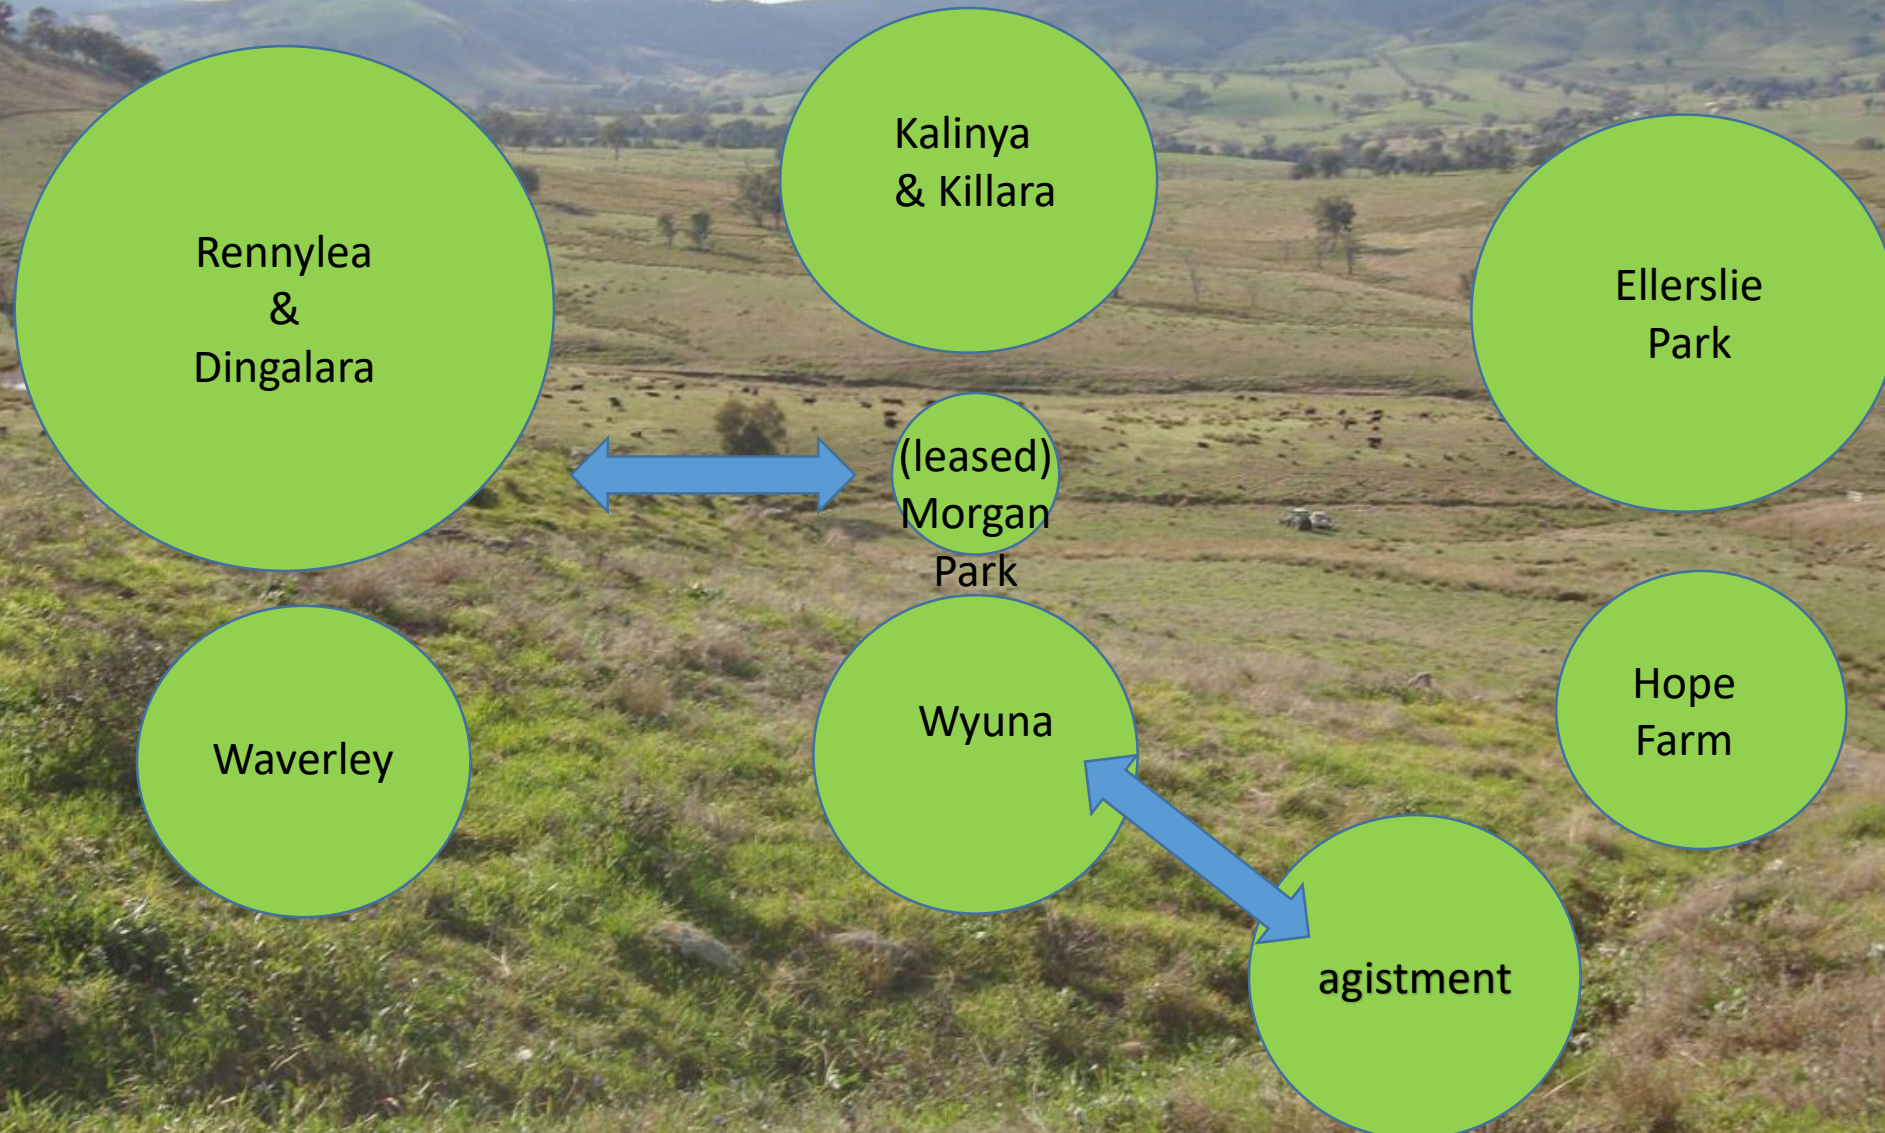 Rennylea
&
Dingalara
Kalinya
& Killara
Ellerslie
Park
(leased)
Morgan
Park
Waverley
Wyuna
Hope
Farm
agistment